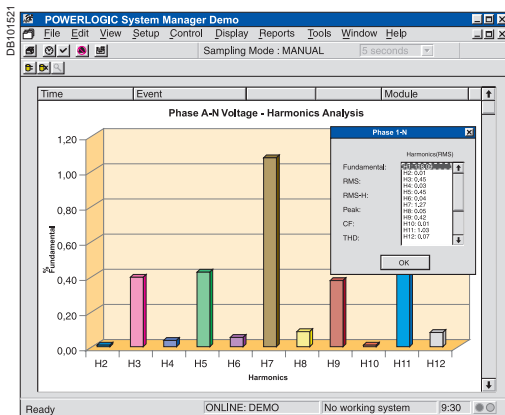 DB101521
POWERLOGIC System Manager Demo
File Edit View Setup Control Display Reports Tools Window Help
Sampling Mode : MANUAL 5 seconds
Time Event Module
Phase A-N Voltage - Harmonics Analysis
Phase 1-N
Harmonics(RMS)
Fundamental:
RMS:
RMS-H:
Peak:
CF:
THD:
H2: 0.01
H3: 0,45
H4: 0,03
H5: 0,45
H6: 0,04
H7: 1,27
H8: 0,05
H9: 0,42
H10: 0,01
H11: 1,03
H12: 0,07
OK
% Fundamental
1,20
1,00
0,80
0,60
0,40
0,20
0,00
H2 H3 H4 H5 H6 H7 H8 H9 H10 H11 H12
Harmonics
Ready ONLINE: DEMO No working system 9:30